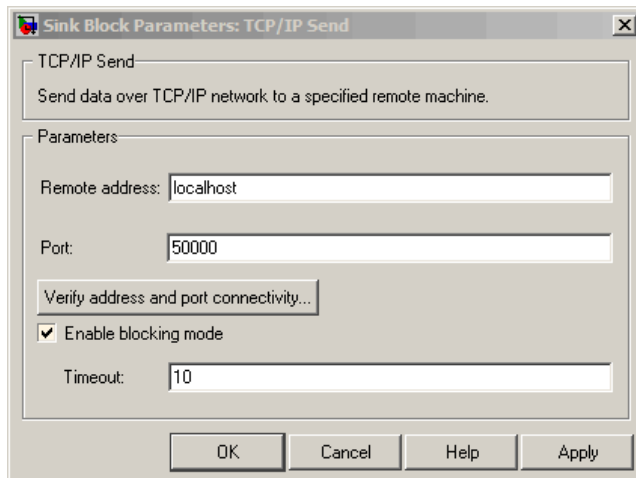 Sink Block Parameters: TCP/IP Send
TCP/IP Send
Send data over TCP/IP network to a specified remote machine.
Parameters
Remote address: localhost
Port: 50000
Verify address and port connectivity...
Enable blocking mode
Timeout: 10
OK Cancel Help Apply